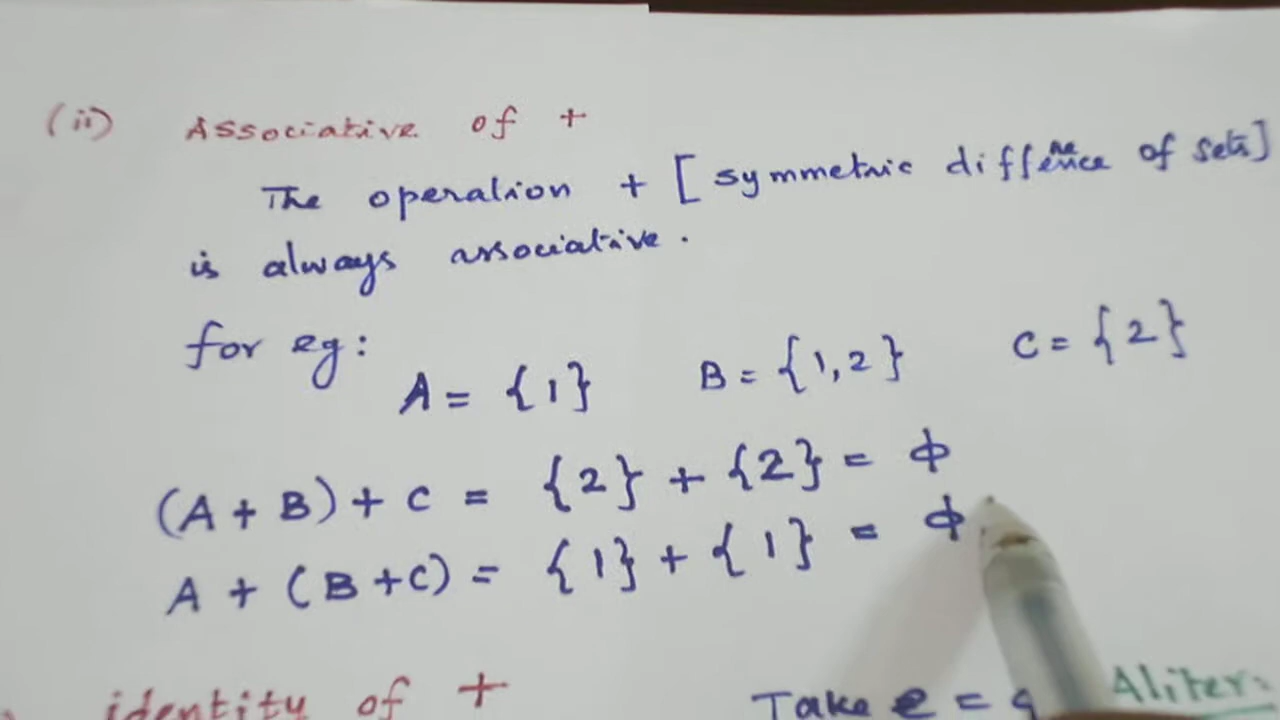 (ii) Associative of +
The operation + [symmetric difference of sets]
is always associative.
for eg:
A = {1} B = {1,2} C = {2}
(A + B) + C = {2} + {2} = ϕ
A + (B + C) = {1} + {1} = ϕ
identity of +
Take e =
Aliter: